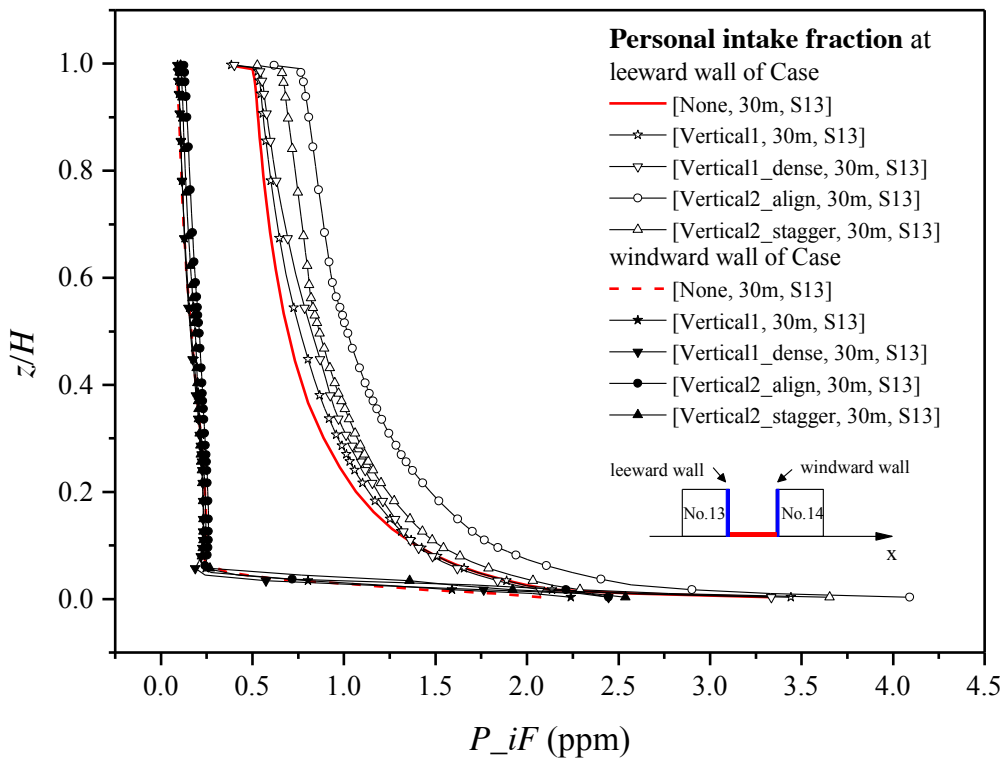 Personal intake fraction at
leeward wall of Case
[None, 30m, S13]
[Vertical1, 30m, S13]
[Vertical1_dense, 30m, S13]
[Vertical2_align, 30m, S13]
[Vertical2_stagger, 30m, S13]
windward wall of Case
[None, 30m, S13]
[Vertical1, 30m, S13]
[Vertical1_dense, 30m, S13]
[Vertical2_align, 30m, S13]
[Vertical2_stagger, 30m, S13]
leeward wall
windward wall
No.13
No.14
x
1.0
0.8
0.6
0.4
0.2
0.0
z/H
0.0 0.5 1.0 1.5 2.0 2.5 3.0 3.5 4.0 4.5
P_iF (ppm)